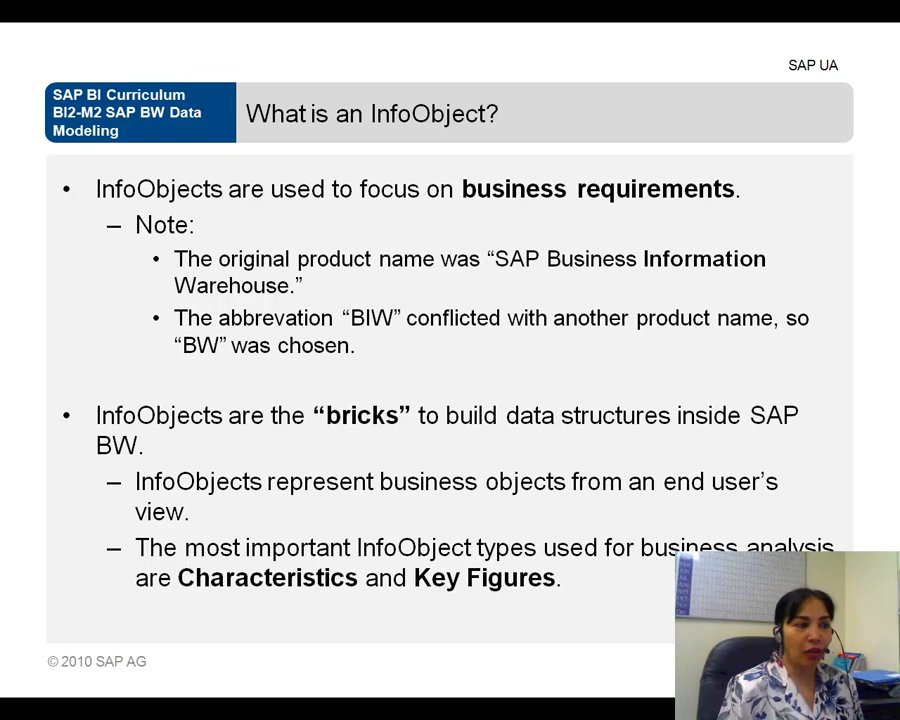 SAP UA
SAP BI Curriculum
BI2-M2 SAP BW Data
Modeling
What is an InfoObject?
• InfoObjects are used to focus on business requirements.
– Note:
• The original product name was “SAP Business Information
Warehouse.”
• The abbrevation “BIW” conflicted with another product name, so
“BW” was chosen.
• InfoObjects are the “bricks” to build data structures inside SAP
BW.
– InfoObjects represent business objects from an end user’s
view.
– The most important InfoObject types used for business analysis
are Characteristics and Key Figures.
© 2010 SAP AG